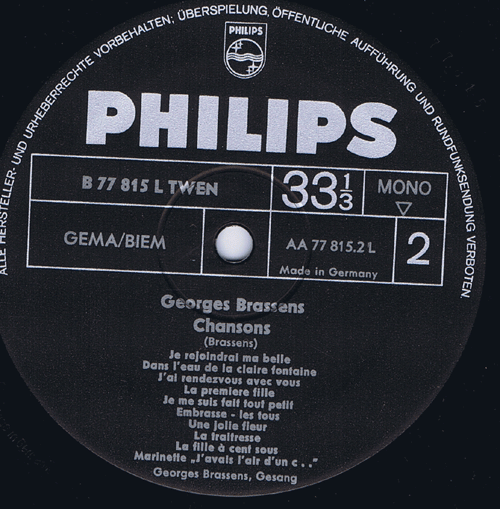 ALLE HERSTELLER- UND URHEBERRECHTE VORBEHALTEN; ÜBERSPIELUNG, ÖFFENTLICHE AUFFÜHRUNG UND RUNDFUNKSENDUNG VERBOTEN.
PHILIPS
PHILIPS
B 77 815 L TWEN
33 1/3
MONO
GEMA/BIEM
AA 77 815.2 L
Made in Germany
2
Georges Brassens
Chansons
(Brassens)
Je rejoindrai ma belle
Dans l'eau de la claire fontaine
J'ai rendezvous avec vous
La premiere fille
Je me suis fait tout petit
Embrasse - les tous
Une jolie fleur
La traitresse
La fille à cent sous
Marinette „J'avais l'air d'un c . ."
Georges Brassens, Gesang